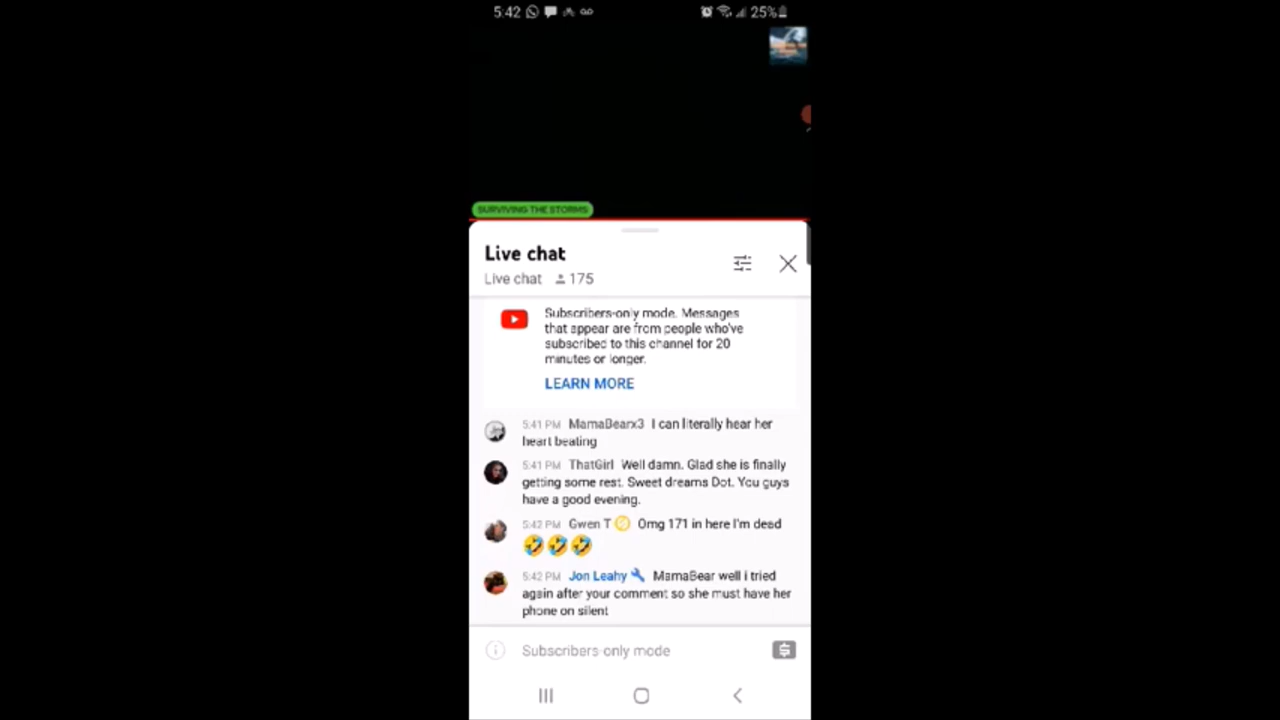 5:42 25%
SURVIVING THE STORMS
Live chat
Live chat 175
Subscribers-only mode. Messages
that appear are from people who've
subscribed to this channel for 20
minutes or longer.
LEARN MORE
5:41 PM MamaBearx3 I can literally hear her
heart beating
5:41 PM ThatGirl Well damn. Glad she is finally
getting some rest. Sweet dreams Dot. You guys
have a good evening.
5:42 PM Gwen T🚫 Omg 171 in here I'm dead
🤣🤣🤣
5:42 PM Jon Leahy🔧 MamaBear well i tried
again after your comment so she must have her
phone on silent
Subscribers-only mode